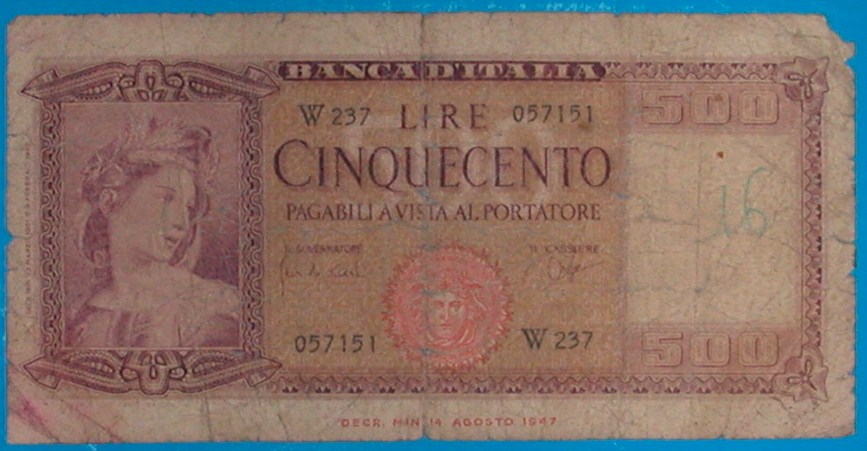 BANCA D'ITALIA
500
W 237 LIRE 057151
CINQUECENTO
PAGABILI A VISTA AL PORTATORE
16
IL GOVERNATORE IL CASSIERE
057151 W 237
500
DECR. MIN. 14 AGOSTO 1947